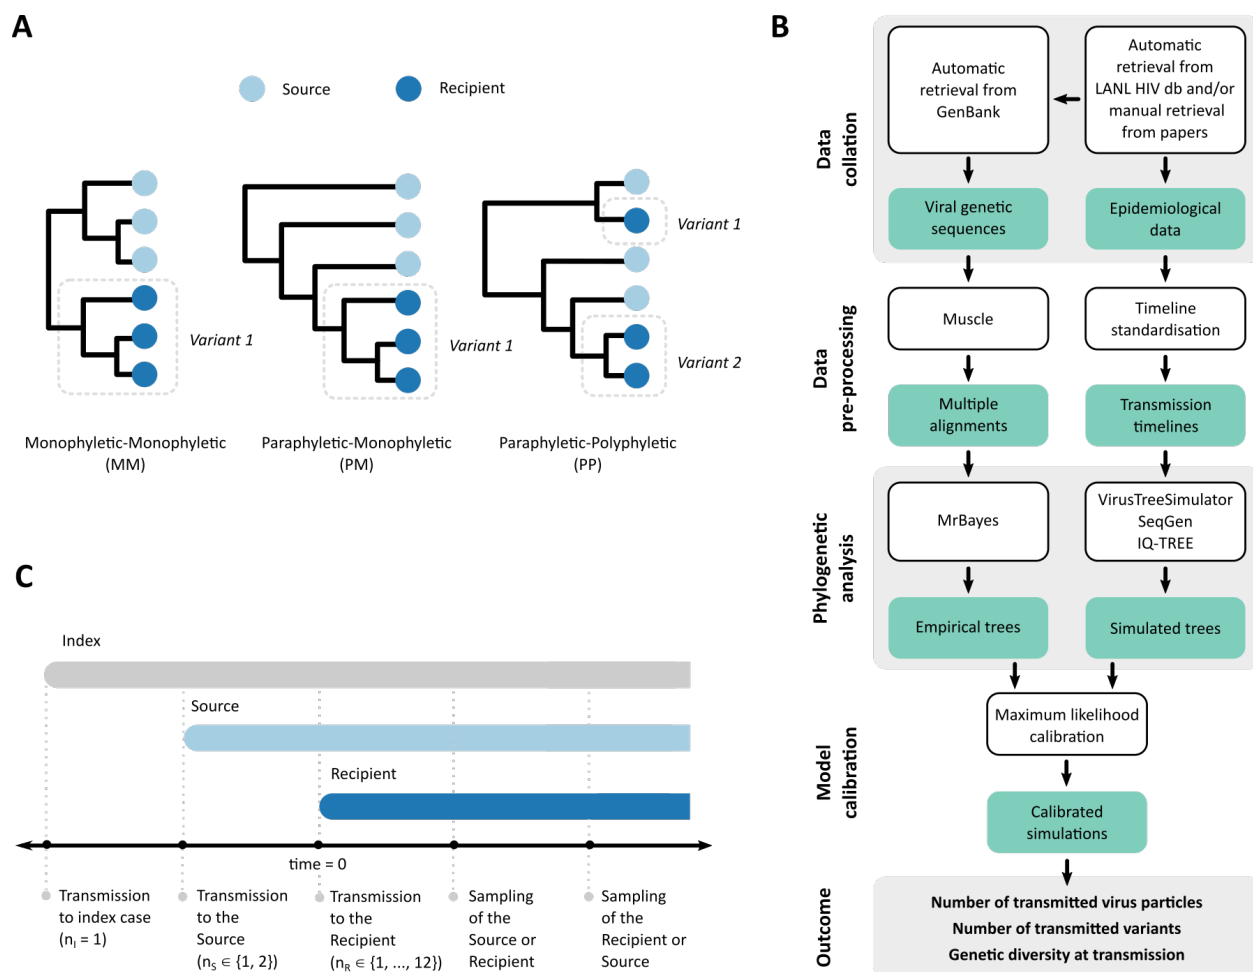 A
Source
Recipient
Variant 1
Monophyletic-Monophyletic
(MM)
Variant 1
Paraphyletic-Monophyletic
(PM)
Variant 1
Variant 2
Paraphyletic-Polyphyletic
(PP)
B
Data
collation
Automatic
retrieval from
GenBank
Automatic
retrieval from
LANL HIV db and/or
manual retrieval
from papers
Viral genetic
sequences
Epidemiological
data
Data
pre-processing
Muscle
Timeline
standardisation
Multiple
alignments
Transmission
timelines
Phylogenetic
analysis
MrBayes
VirusTreeSimulator
SeqGen
IQ-TREE
Empirical trees
Simulated trees
Model
calibration
Maximum likelihood
calibration
Calibrated
simulations
Outcome
Number of transmitted virus particles
Number of transmitted variants
Genetic diversity at transmission
C
Index
Source
Recipient
time = 0
Transmission
to index case
(nI = 1)
Transmission
to the
Source
(nS ∈ {1, 2})
Transmission
to the
Recipient
(nR ∈ {1, ..., 12})
Sampling
of the
Source or
Recipient
Sampling
of the
Recipient or
Source